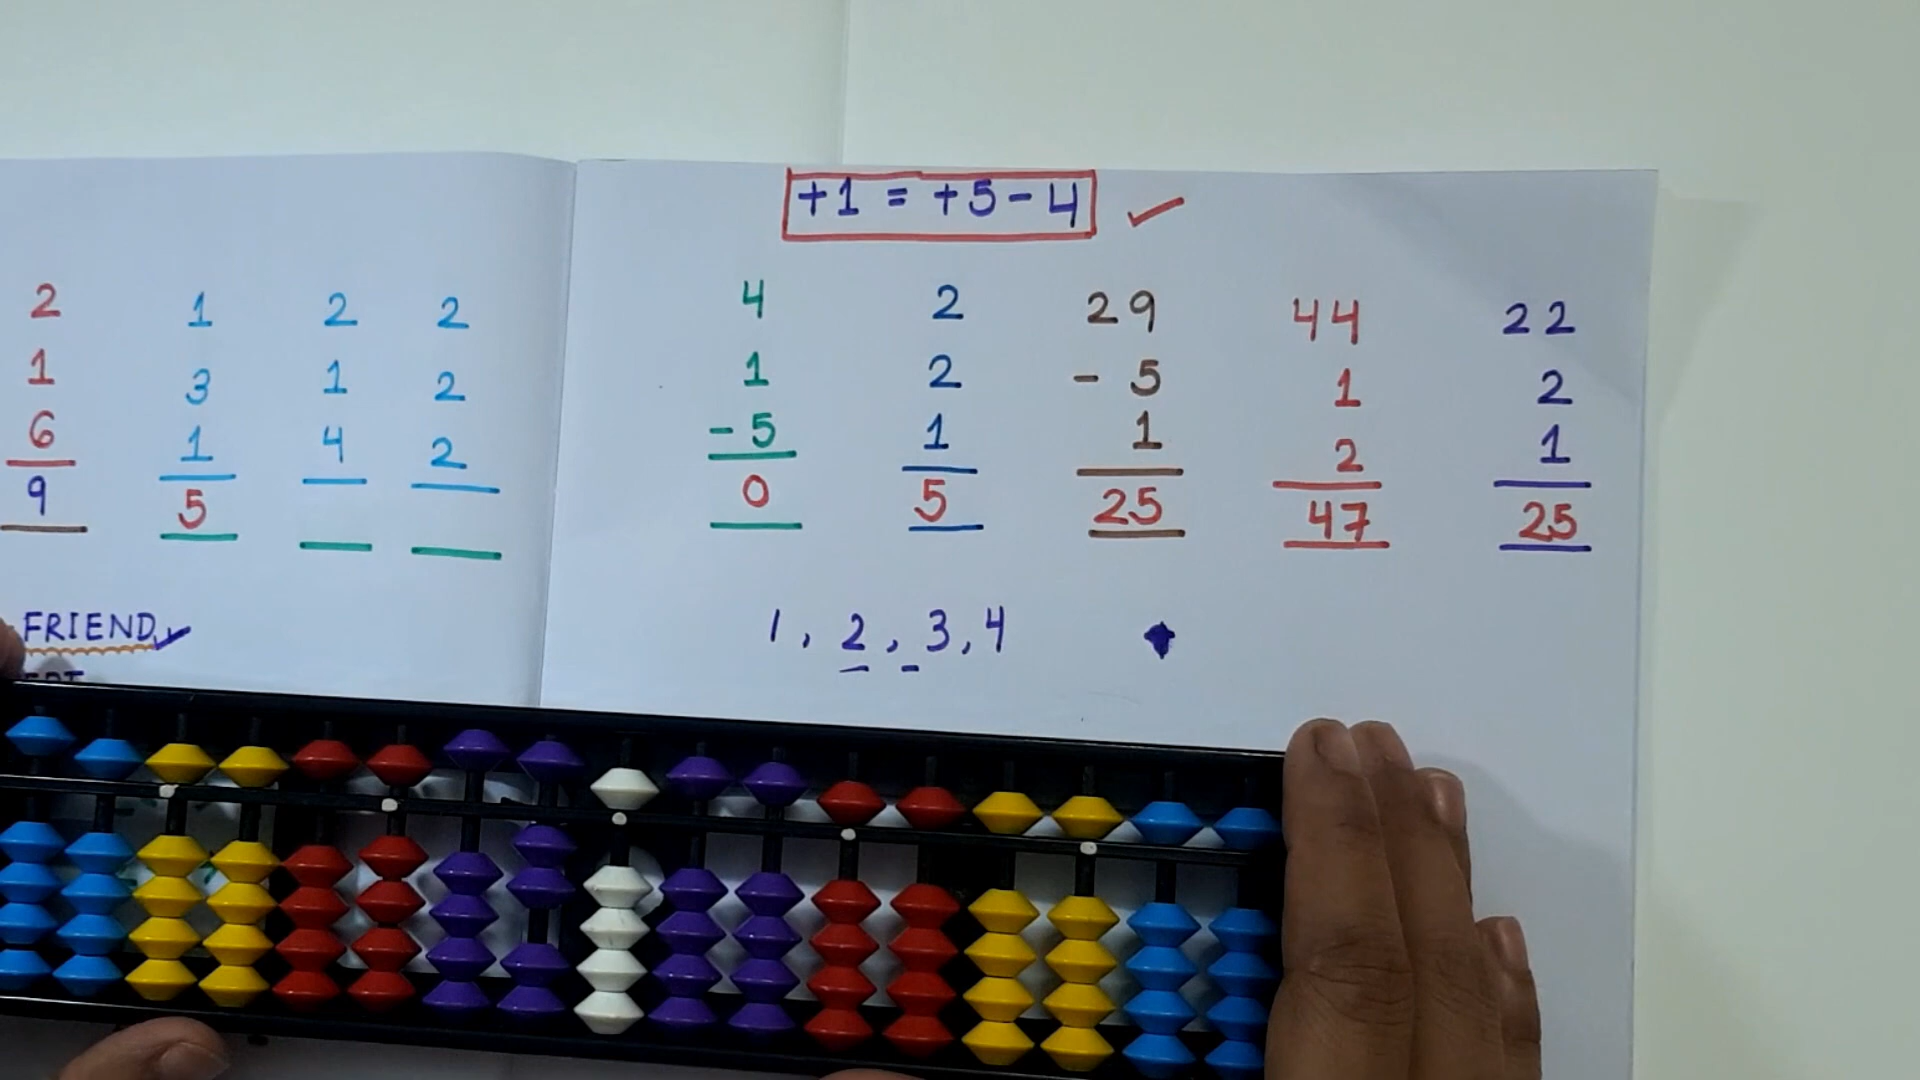 +1 = +5-4
2 1 2 2
1 3 1 2
6 1 4 2
9 5
4 2 29 44 22
1 2 - 5 1 2
- 5 1 1 2 1
0 5 25 47 25
FRIEND
1, 2, 3, 4